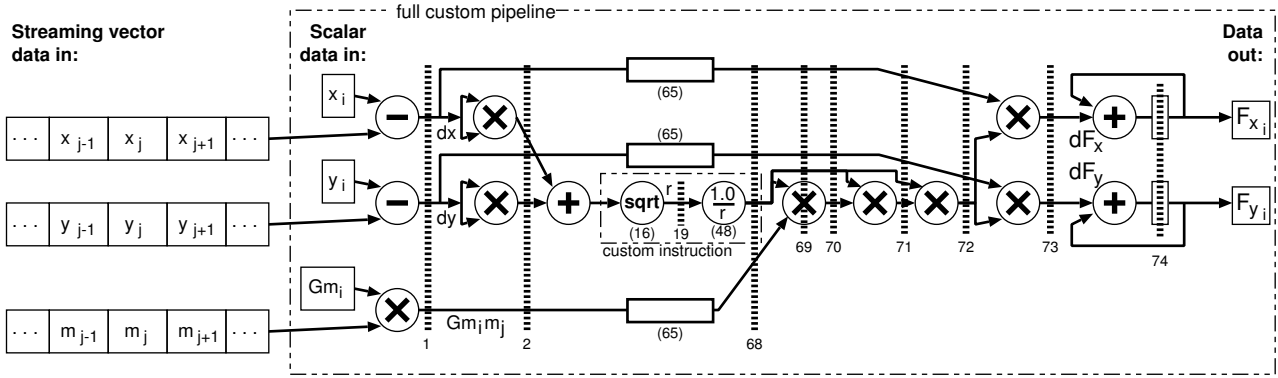 full custom pipeline
Streaming vector
data in:
Scalar
data in:
Data
out:
x i
(65)
− × × + F x i
· · · x j-1 x j x j+1 · · ·
dx
dF x
(65)
y i
dF y
· · · y j-1 y j y j+1 · · ·
− dy × + sqrt r 1.0 r × × × × + F y i
(16) 19 (48)
custom instruction
69 70 71 72 73 74
Gm i
×
Gm i m j
(65)
· · · m j-1 m j m j+1 · · ·
1 2 68